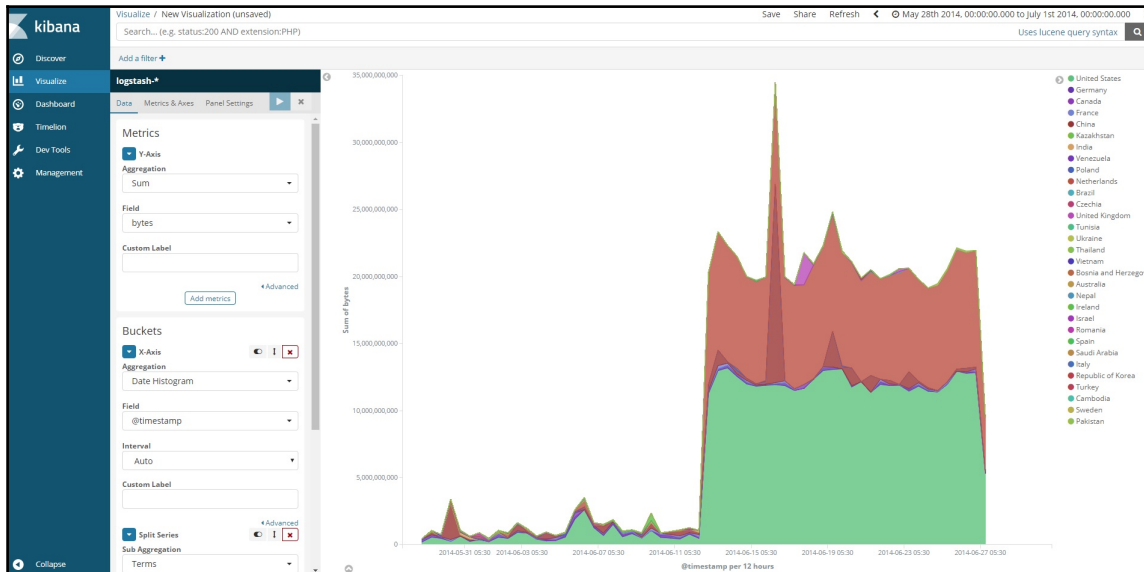 kibana
Discover
Visualize
Dashboard
Timelion
Dev Tools
Management
Collapse
Visualize / New Visualization (unsaved)
Save Share Refresh May 28th 2014, 00:00:00.000 to July 1st 2014, 00:00:00.000
Search... (e.g. status:200 AND extension:PHP)
Uses lucene query syntax
Add a filter +
logstash-*
Data Metrics & Axes Panel Settings
Metrics
Y-Axis
Aggregation
Sum
Field
bytes
Custom Label
Advanced
Add metrics
Buckets
X-Axis
Aggregation
Date Histogram
Field
@timestamp
Interval
Auto
Custom Label
Advanced
Split Series
Sub Aggregation
Terms
Sum of bytes
35,000,000,000
30,000,000,000
25,000,000,000
20,000,000,000
15,000,000,000
10,000,000,000
5,000,000,000
0
2014-05-31 05:30 2014-06-03 05:30 2014-06-07 05:30 2014-06-11 05:30 2014-06-15 05:30 2014-06-19 05:30 2014-06-23 05:30 2014-06-27 05:30
@timestamp per 12 hours
United States
Germany
Canada
France
China
Kazakhstan
India
Venezuela
Poland
Netherlands
Brazil
Czechia
United Kingdom
Tunisia
Ukraine
Thailand
Vietnam
Bosnia and Herzego
Australia
Nepal
Ireland
Israel
Romania
Spain
Saudi Arabia
Italy
Republic of Korea
Turkey
Cambodia
Sweden
Pakistan